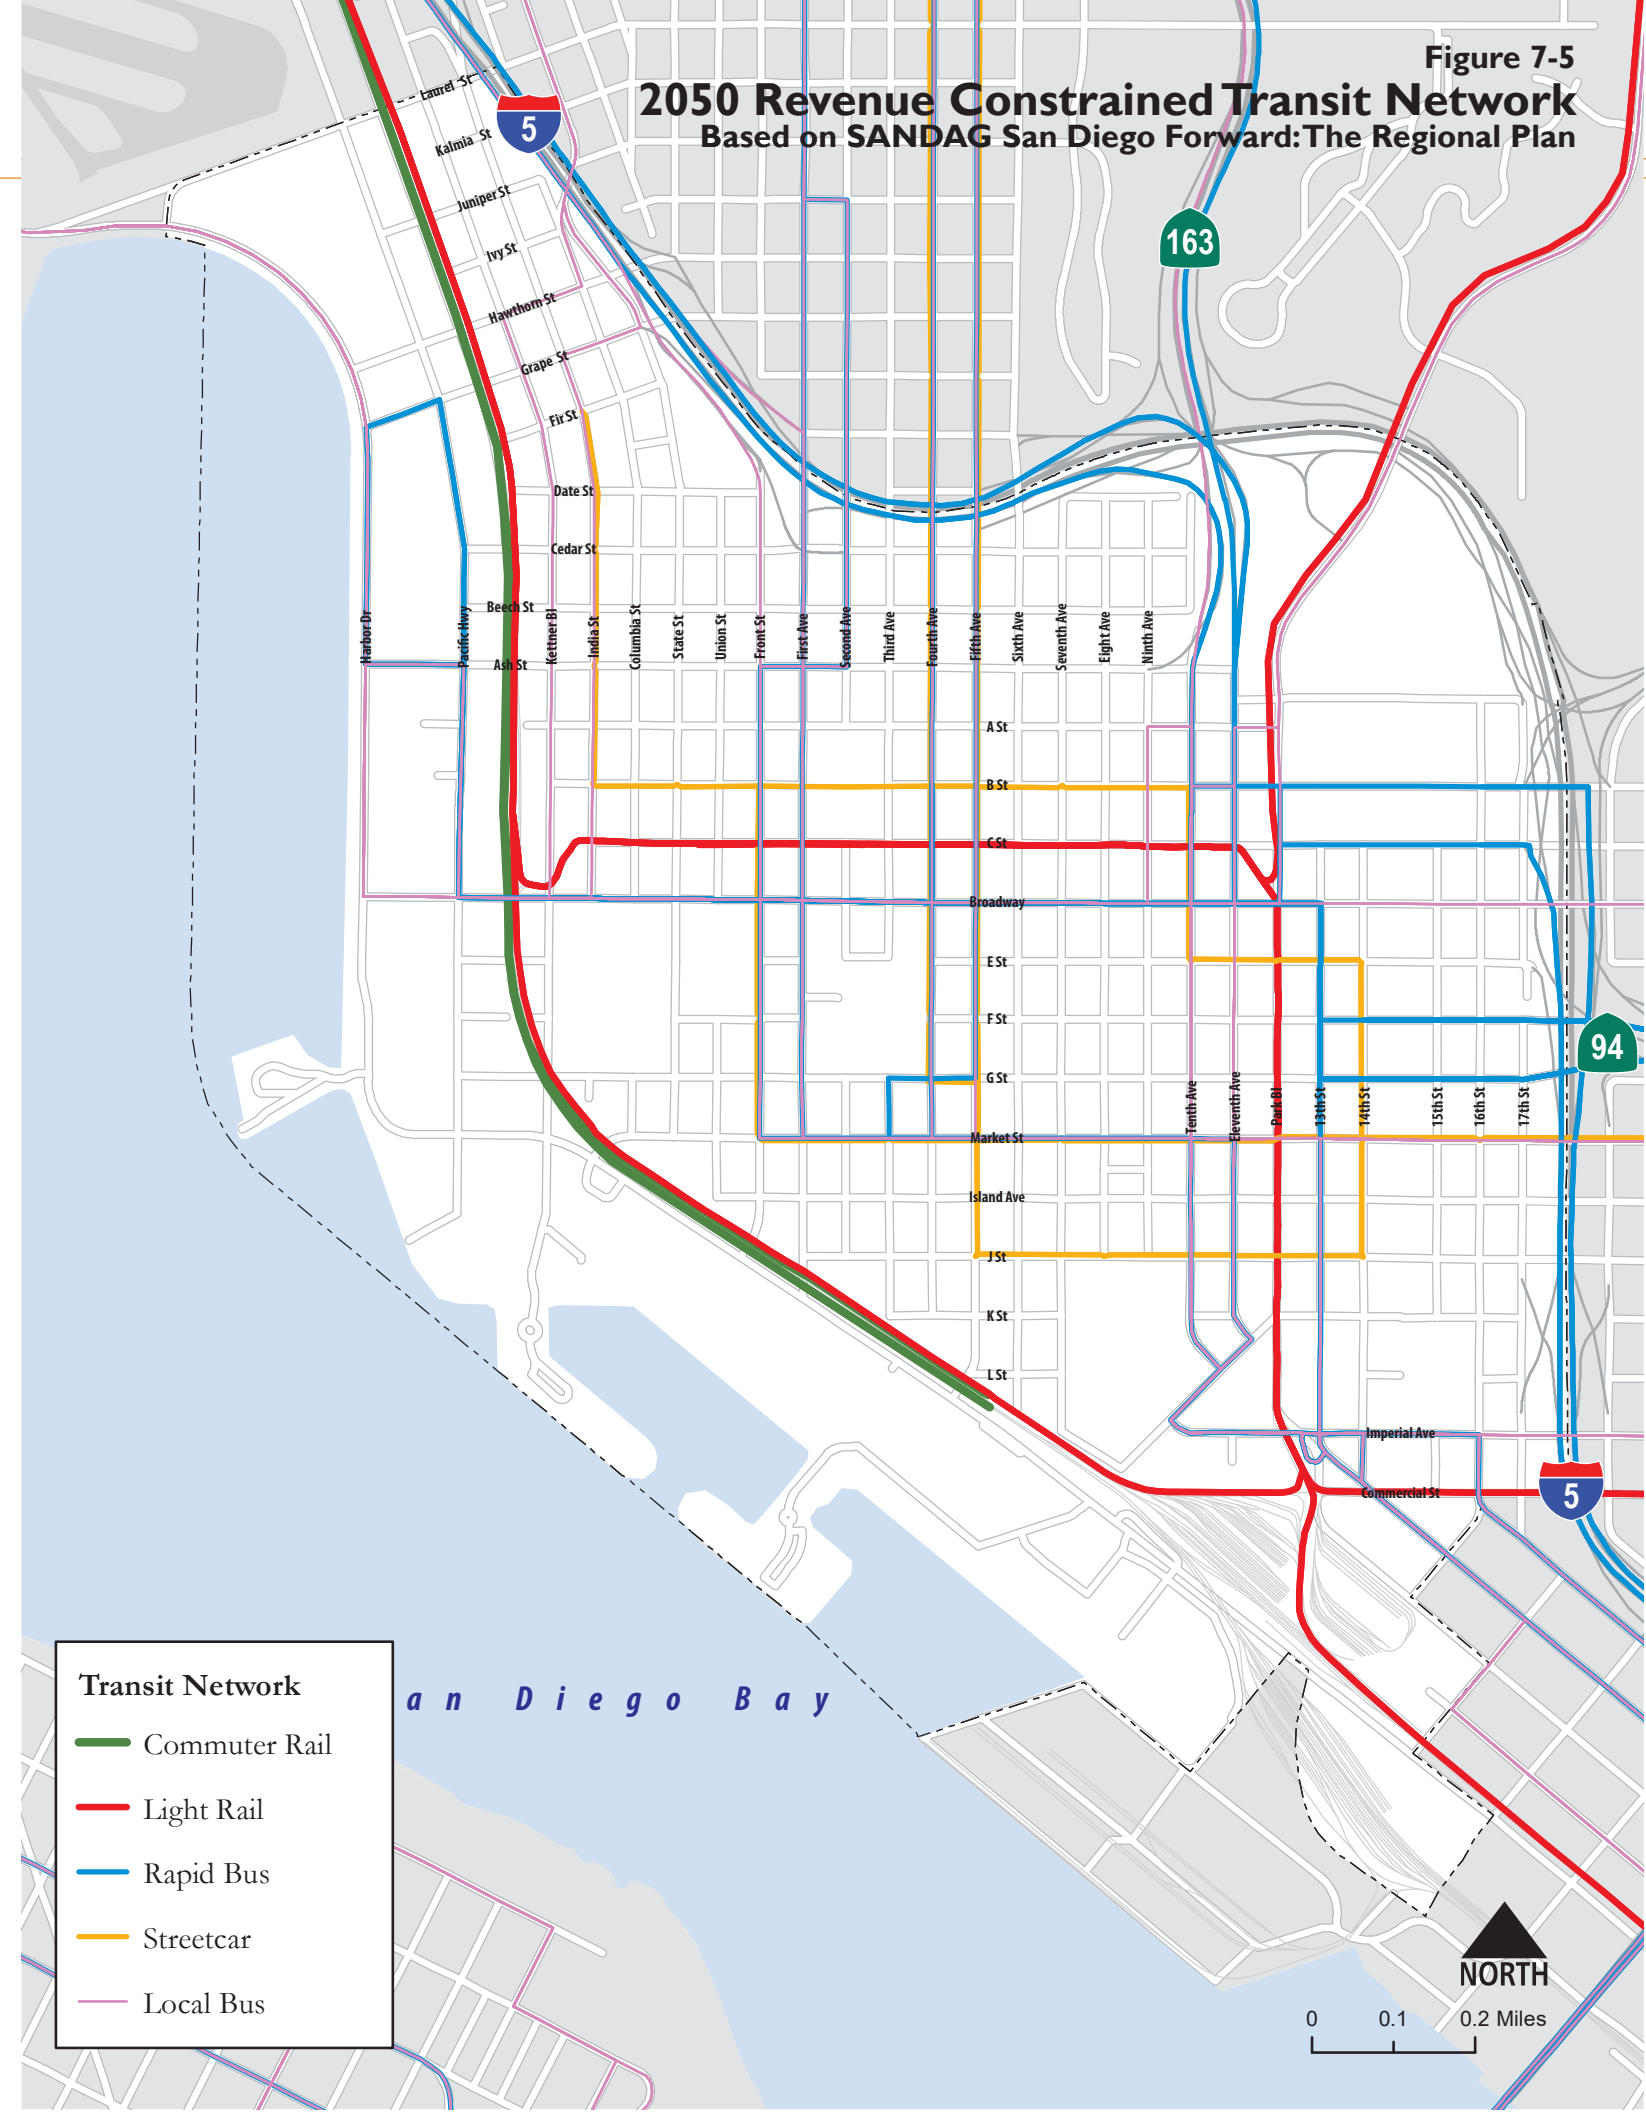 Figure 7-5
2050 Revenue Constrained Transit Network
Based on SANDAG San Diego Forward: The Regional Plan
Laurel St
5
Kalmia St
Juniper St
163
Ivy St
Hawthorn St
Grape St
Fir St
Date St
Cedar St
Beech St
Harbor Dr
Pacific Hwy
Kettner Bl
India St
Columbia St
State St
Union St
Front St
First Ave
Second Ave
Third Ave
Fourth Ave
Fifth Ave
Sixth Ave
Seventh Ave
Eight Ave
Ninth Ave
Ash St
A St
B St
C St
Broadway
E St
F St
94
G St
Tenth Ave
Eleventh Ave
Park Bl
13th St
14th St
15th St
16th St
17th St
Market St
Island Ave
J St
K St
L St
Imperial Ave
Commercial St
5
an Diego Bay
Transit Network
Commuter Rail
Light Rail
Rapid Bus
Streetcar
Local Bus
NORTH
0 0.1 0.2 Miles